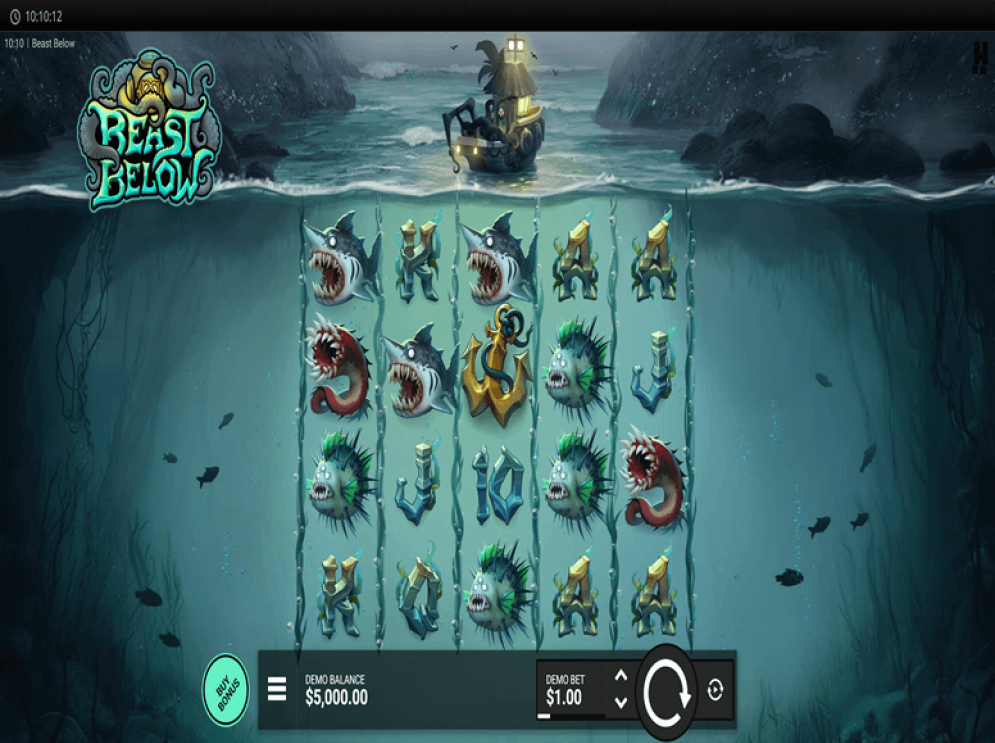 10:10:12
10:10 | Beast Below
BEAST
BELOW
K A A
J
J 10
K Q A A
BUY
BONUS
DEMO BALANCE
$5,000.00
DEMO BET
$1.00